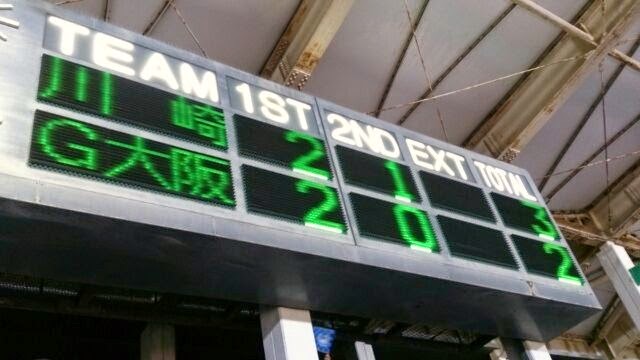 TEAM 1ST 2ND EXT TOTAL
川崎 2 1 3
G大阪 2 0 2